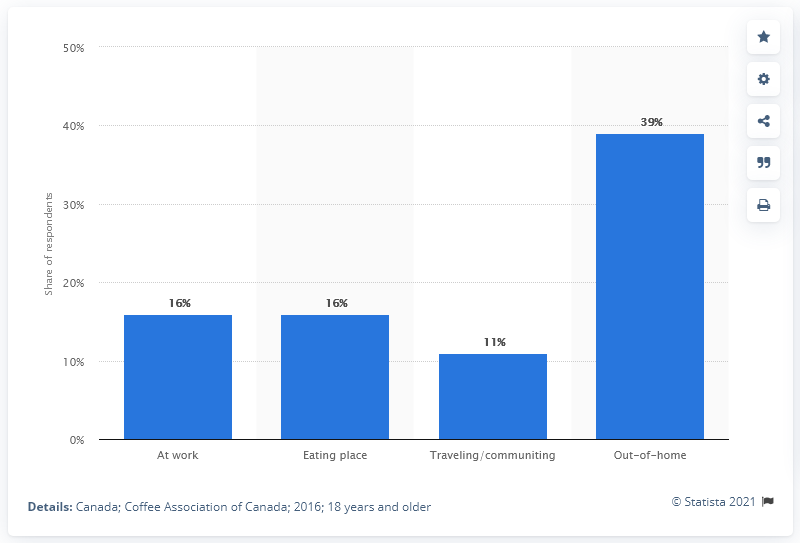 50%
40%
30%
20%
10%
0%
Share of respondents
16%
16%
11%
39%
At work
Eating place
Traveling/communiting
Out-of-home
Details: Canada; Coffee Association of Canada; 2016; 18 years and older
© Statista 2021